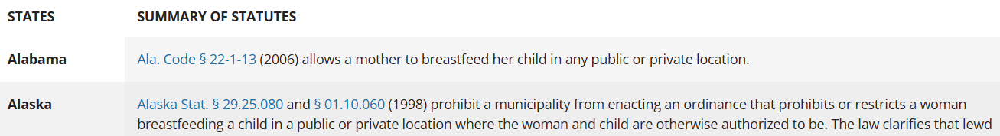 STATES SUMMARY OF STATUTES
Alabama Ala. Code § 22-1-13 (2006) allows a mother to breastfeed her child in any public or private location.
Alaska Alaska Stat. § 29.25.080 and § 01.10.060 (1998) prohibit a municipality from enacting an ordinance that prohibits or restricts a woman
breastfeeding a child in a public or private location where the woman and child are otherwise authorized to be. The law clarifies that lewd